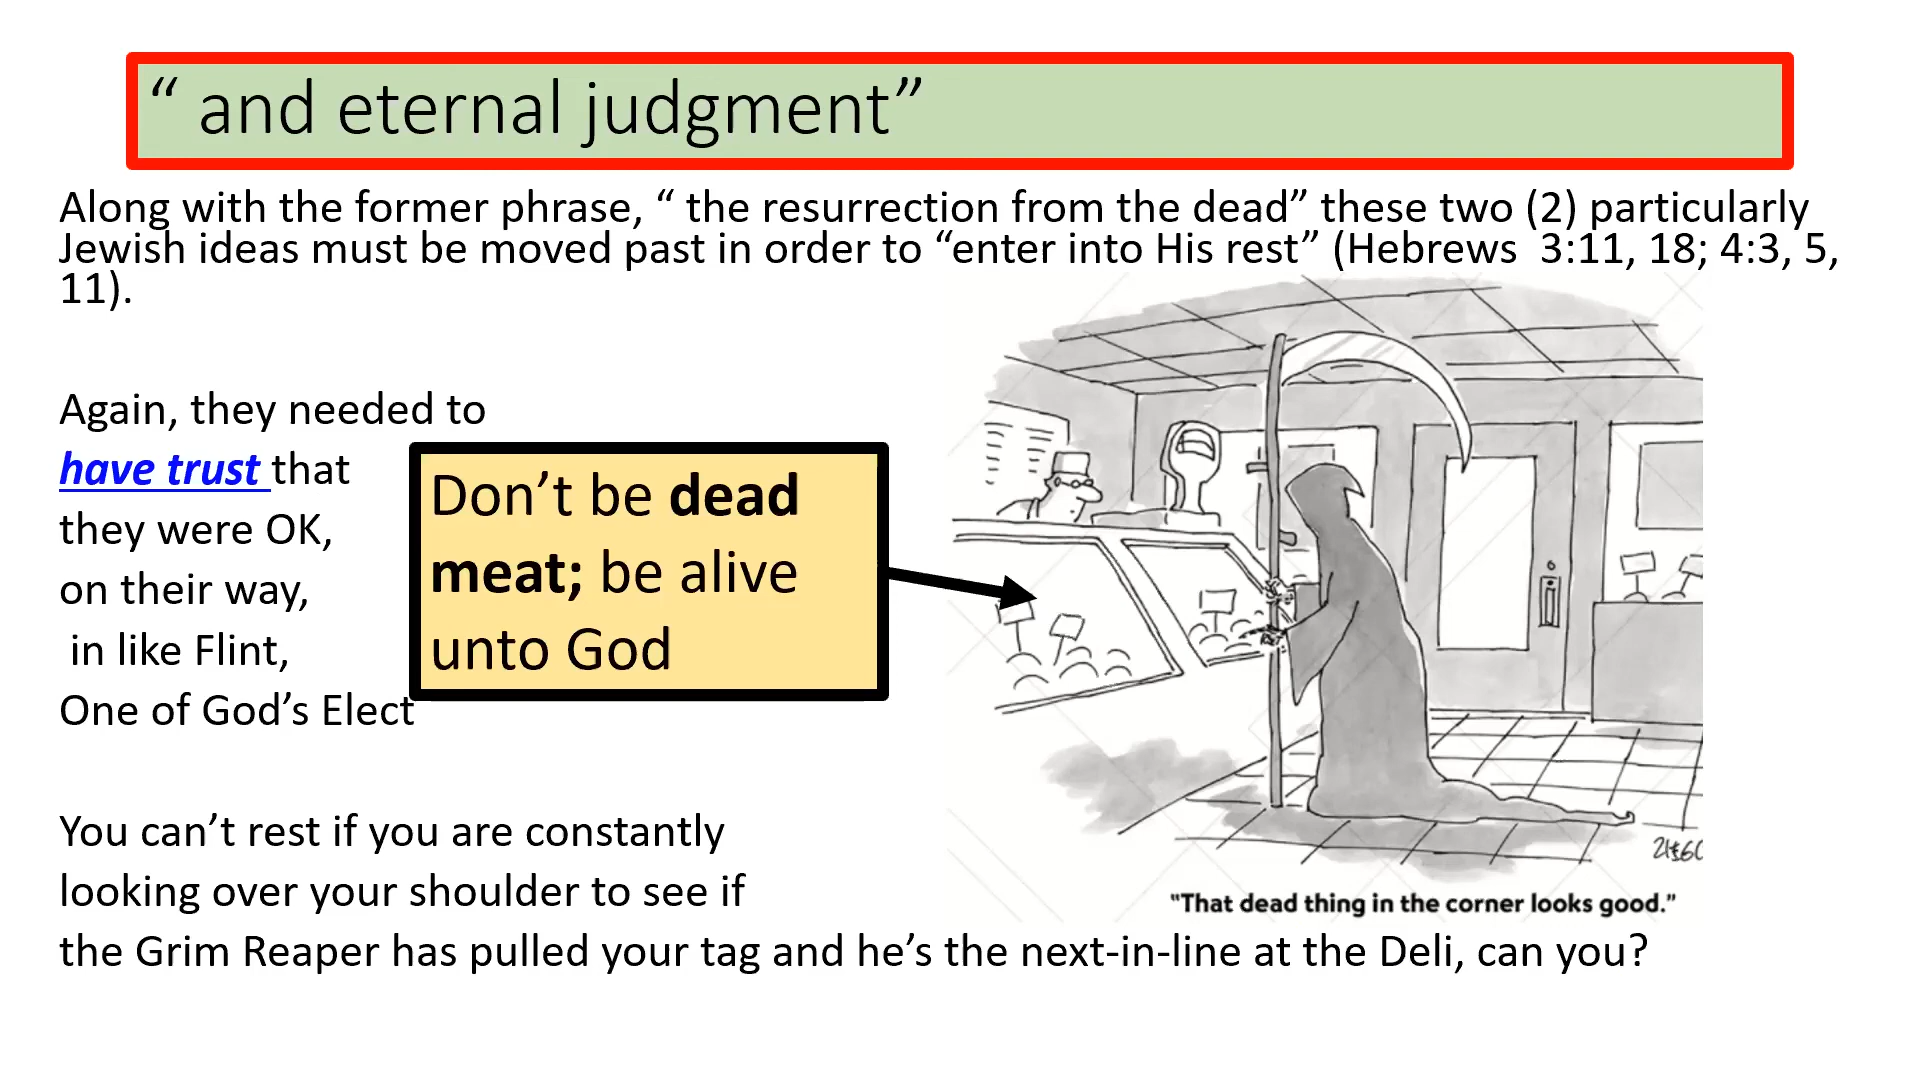 “ and eternal judgment”
Along with the former phrase, “ the resurrection from the dead” these two (2) particularly
Jewish ideas must be moved past in order to “enter into His rest” (Hebrews  3:11, 18; 4:3, 5,
11).
Again, they needed to
have trust that
they were OK,
on their way,
in like Flint,
One of God’s Elect
Don’t be dead
meat; be alive
unto God
"That dead thing in the corner looks good."
You can’t rest if you are constantly
looking over your shoulder to see if
the Grim Reaper has pulled your tag and he’s the next-in-line at the Deli, can you?